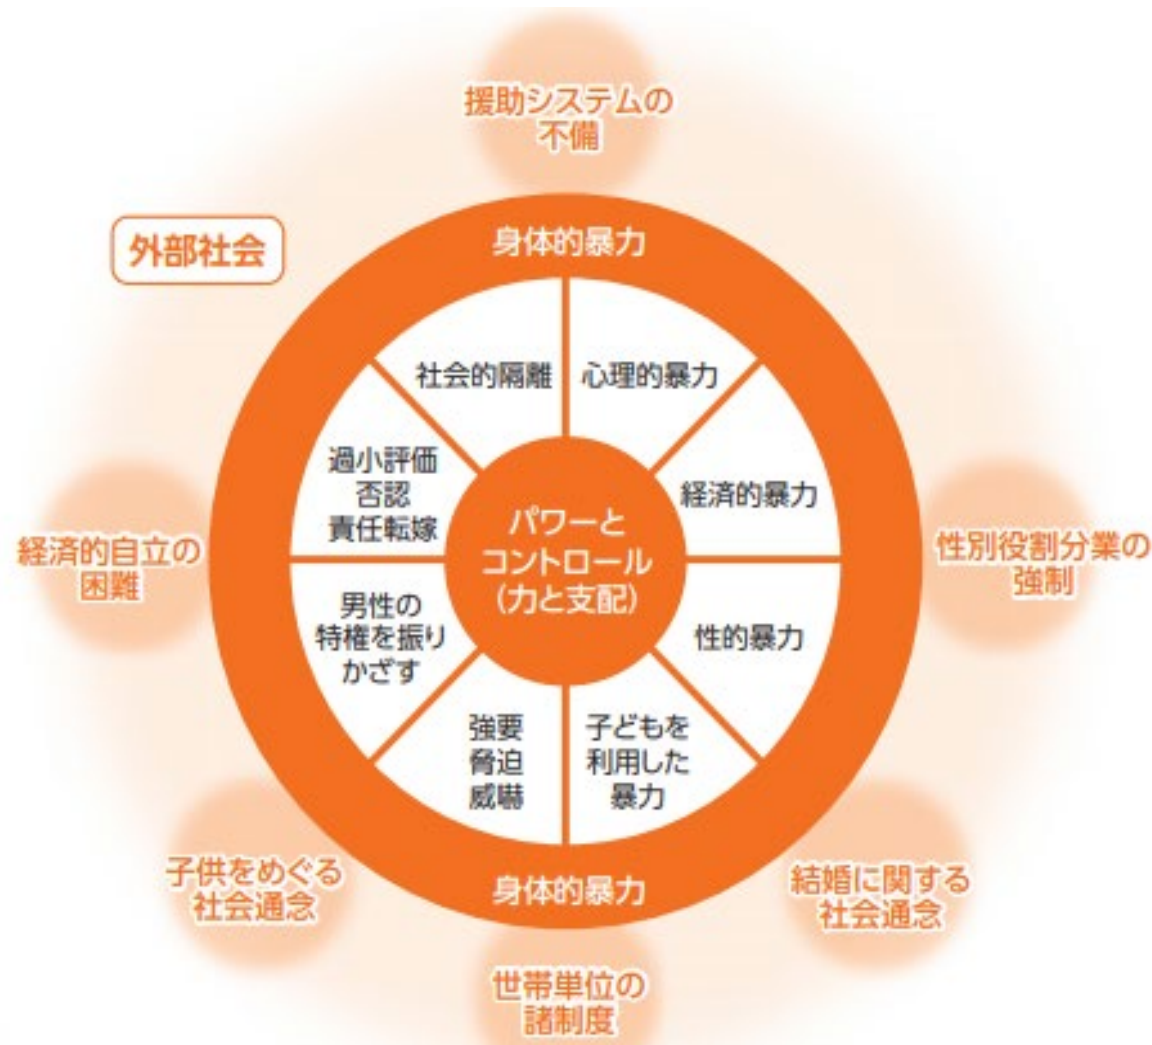 援助システムの
不備
外部社会
身体的暴力
社会的隔離
心理的暴力
過小評価
否認
責任転嫁
経済的暴力
パワーと
コントロール
(力と支配)
経済的自立の
困難
性別役割分業の
強制
男性の
特権を振り
かざす
性的暴力
強要
脅迫
威嚇
子どもを
利用した
暴力
子供をめぐる
社会通念
身体的暴力
結婚に関する
社会通念
世帯単位の
諸制度